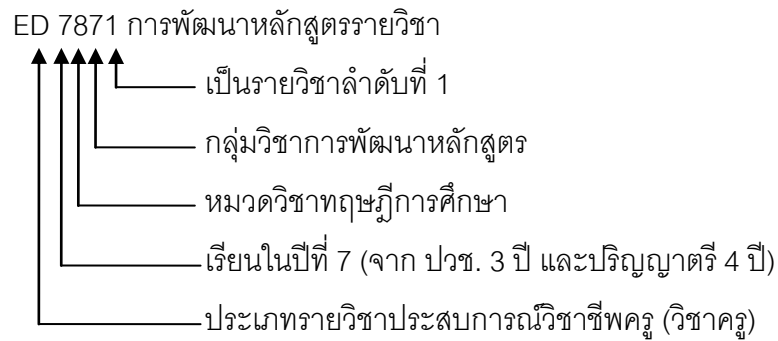 ED 7871 การพัฒนาหลักสูตรรายวิชา
เป็นรายวิชาลำดับที่ 1
กลุ่มวิชาการพัฒนาหลักสูตร
หมวดวิชาทฤษฎีการศึกษา
เรียนในปีที่ 7 (จาก ปวช. 3 ปี และปริญญาตรี 4 ปี)
ประเภทรายวิชาประสบการณ์วิชาชีพครู (วิชาครู)